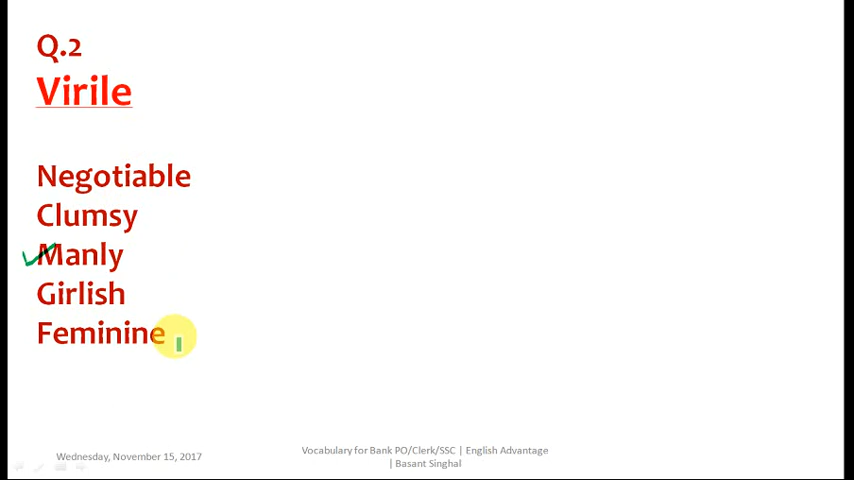 Q.2
Virile
Negotiable
Clumsy
Manly
Girlish
Feminine
Wednesday, November 15, 2017
Vocabulary for Bank PO/Clerk/SSC | English Advantage
| Basant Singhal